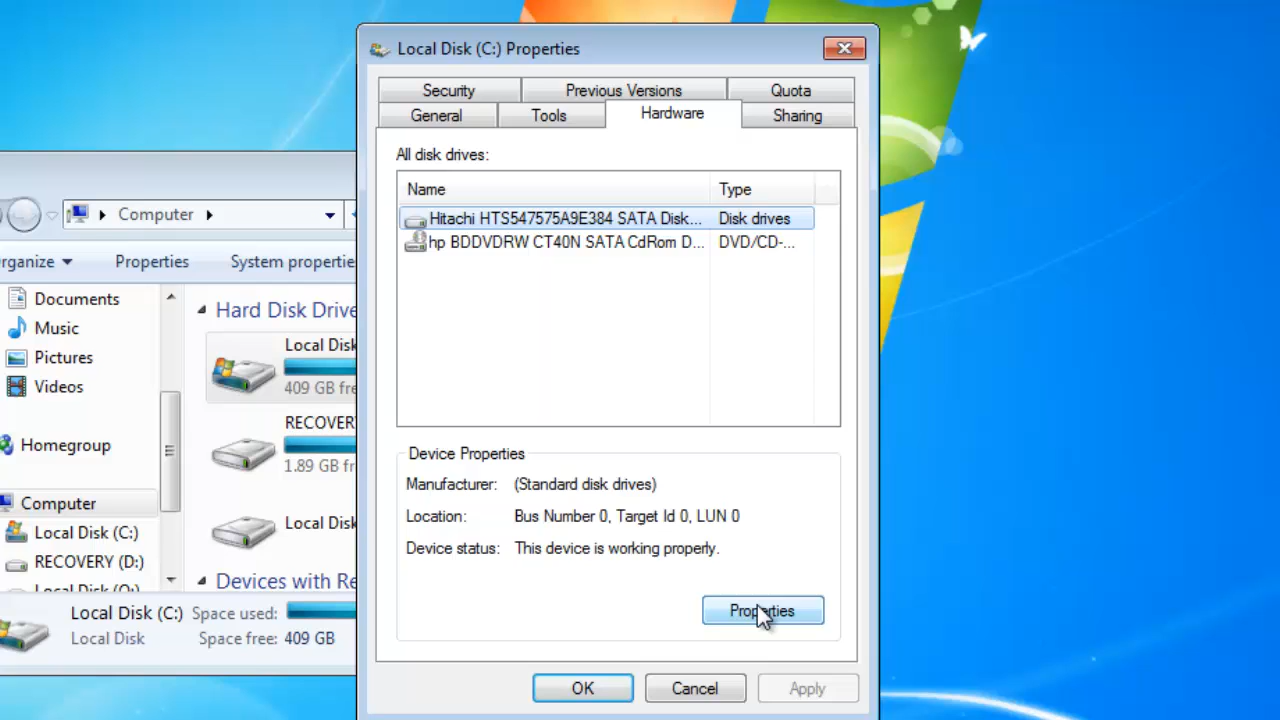 Local Disk (C:) Properties
Security Previous Versions Quota
General Tools Hardware Sharing
All disk drives:
Name Type
Hitachi HTS547575A9E384 SATA Disk... Disk drives
hp BDDVDRW CT40N SATA CdRom D... DVD/CD-...
Device Properties
Manufacturer: (Standard disk drives)
Location: Bus Number 0, Target Id 0, LUN 0
Device status: This device is working properly.
Properties
OK Cancel Apply
Computer
rganize Properties System propertie
Documents
Music
Pictures
Videos
Homegroup
Computer
Local Disk (C:)
RECOVERY (D:)
Local Disk (Q:)
Hard Disk Drive
Local Disk
409 GB fre
RECOVER
1.89 GB fr
Local Disk
Devices with Re
Local Disk (C:) Space used:
Local Disk Space free: 409 GB